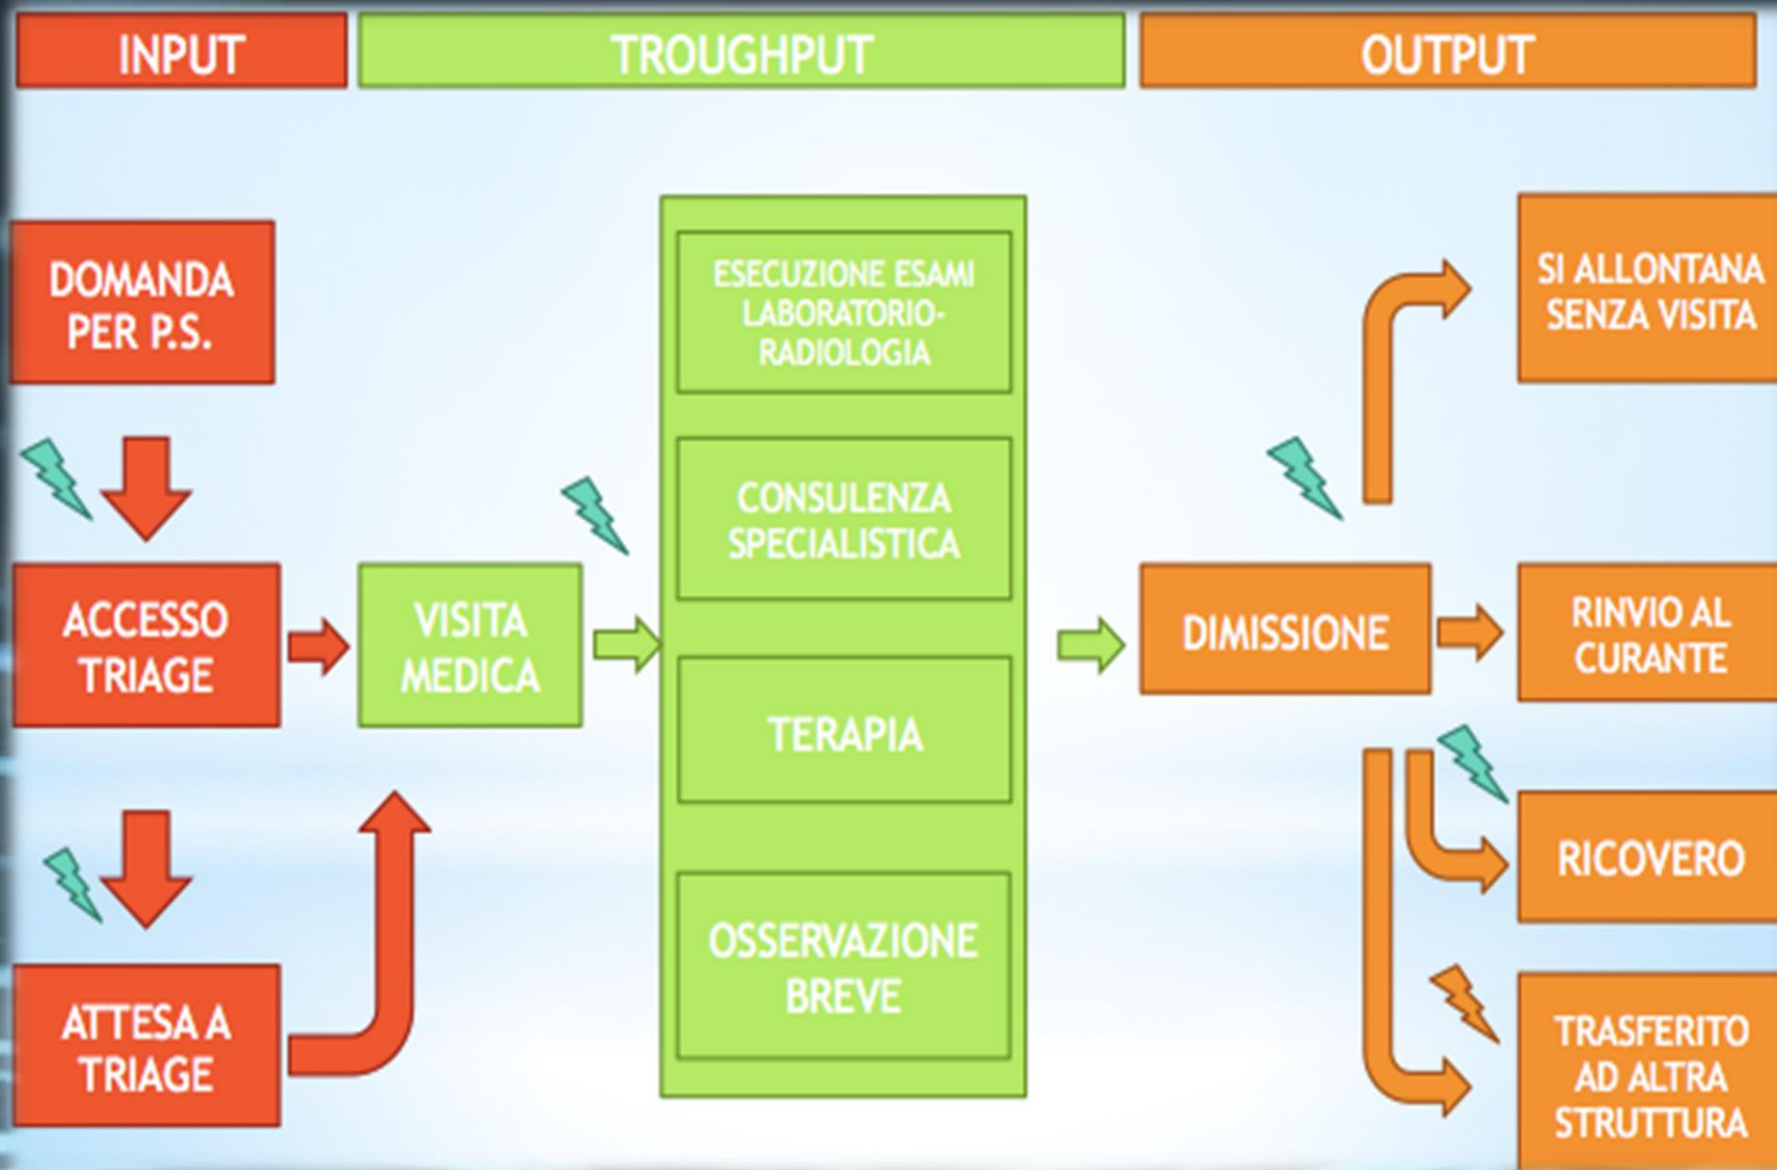 INPUT
TROUGHPUT
OUTPUT
DOMANDA
PER P.S.
ACCESSO
TRIAGE
ATTESA A
TRIAGE
VISITA
MEDICA
ESECUZIONE ESAMI
LABORATORIO-
RADIOLOGIA
CONSULENZA
SPECIALISTICA
TERAPIA
OSSERVAZIONE
BREVE
DIMISSIONE
SI ALLONTANA
SENZA VISITA
RINVIO AL
CURANTE
RICOVERO
TRASFERITO
AD ALTRA
STRUTTURA